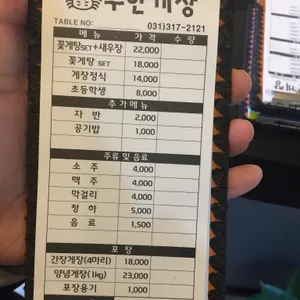 무한게장
TABLE NO: 031)317-2121
메 뉴 가 격 수 량
꽃게탕SET+새우장 22,000
꽃게탕 SET 18,000
게장정식 14,000
초등학생 8,000
추 가 메 뉴
자 반 2,000
공기밥 1,000
주류 및 음료
소 주 4,000
맥 주 4,000
막걸리 4,000
청 하 5,000
음 료 1,500
포 장
간장게장(4마리) 18,000
양념게장(1kg) 23,000
포장용기 1,000